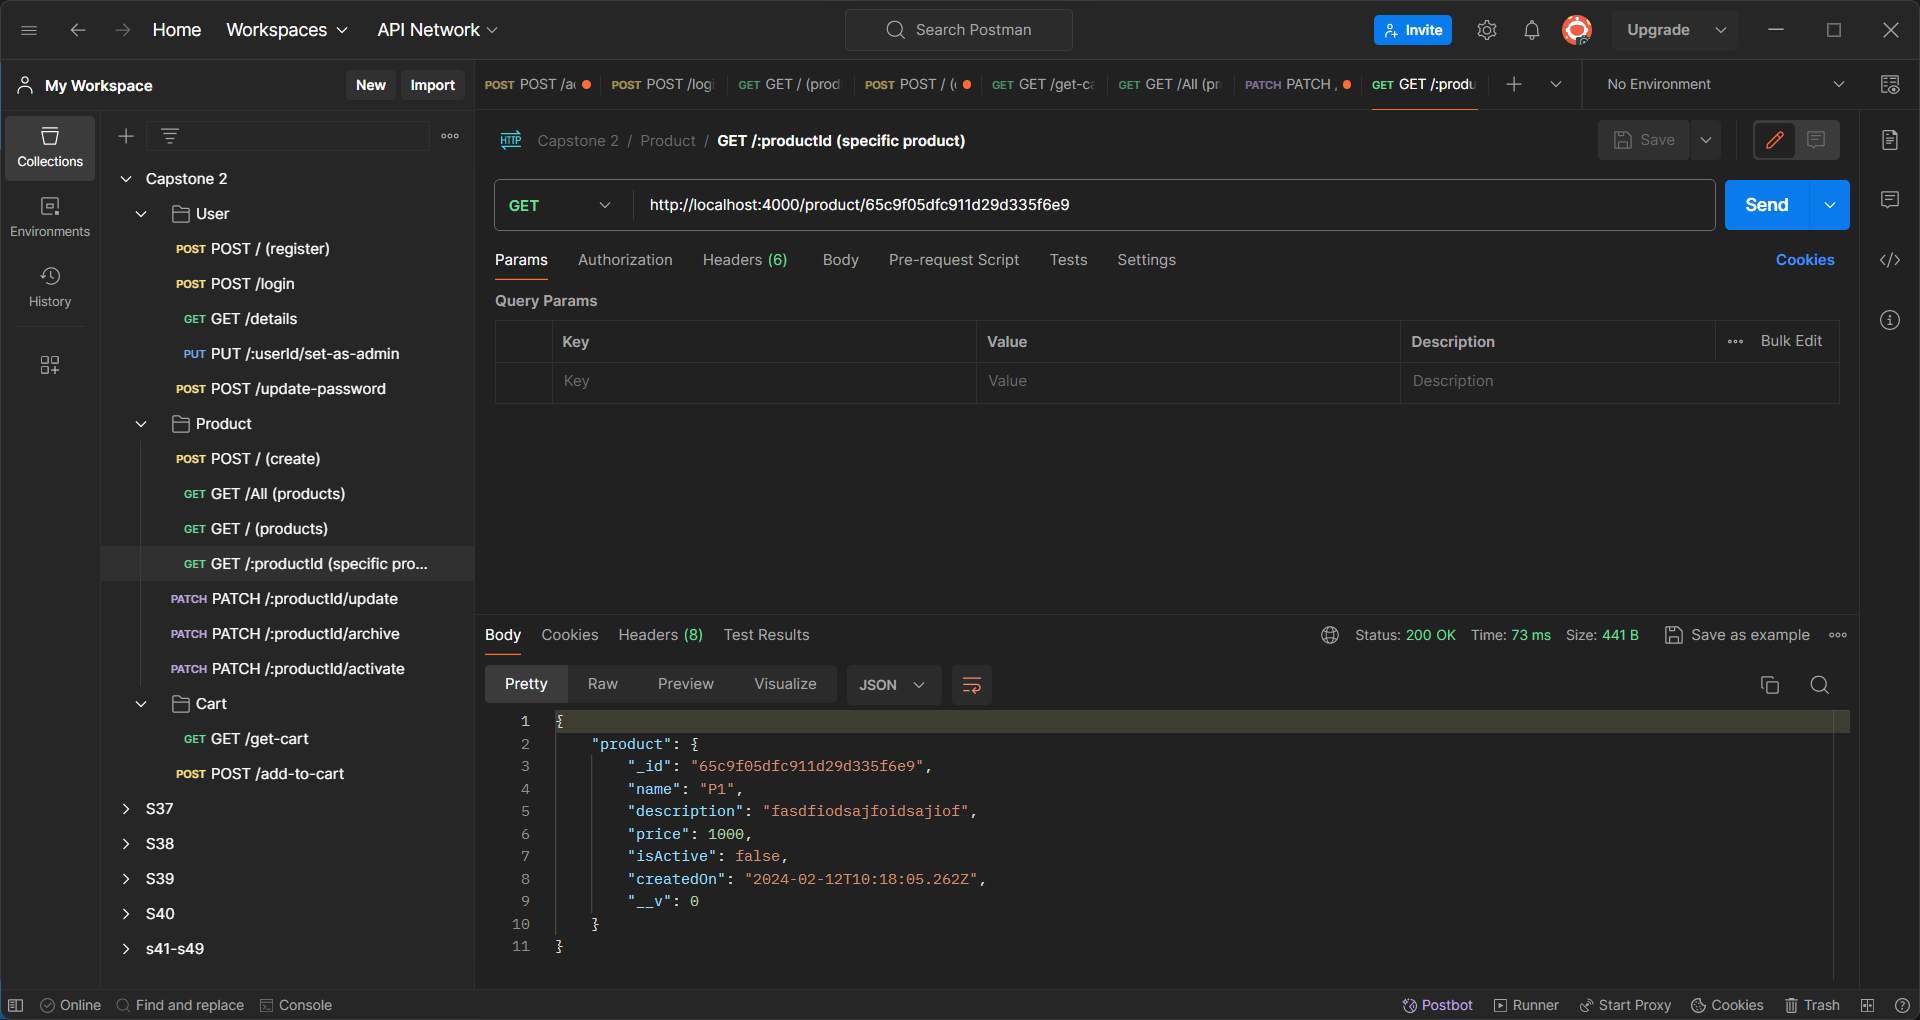 Home Workspaces API Network Search Postman Invite Upgrade
My Workspace New Import
POST POST /a POST POST /logi GET GET / (prod POST POST / ( GET GET /get-ca GET GET /All (pr PATCH PATCH , GET GET /:produ No Environment
Collections
Environments
History
Capstone 2
User
POST POST / (register)
POST POST /login
GET GET /details
PUT PUT /:userId/set-as-admin
POST POST /update-password
Product
POST POST / (create)
GET GET /All (products)
GET GET / (products)
GET GET /:productId (specific pro...
PATCH PATCH /:productId/update
PATCH PATCH /:productId/archive
PATCH PATCH /:productId/activate
Cart
GET GET /get-cart
POST POST /add-to-cart
S37
S38
S39
S40
s41-s49
HTTP Capstone 2 / Product / GET /:productId (specific product) Save
GET http://localhost:4000/product/65c9f05dfc911d29d335f6e9 Send
Params Authorization Headers (6) Body Pre-request Script Tests Settings Cookies
Query Params
Key Value Description Bulk Edit
Key Value Description
Body Cookies Headers (8) Test Results Status: 200 OK Time: 73 ms Size: 441 B Save as example
Pretty Raw Preview Visualize JSON
1 {
2 "product": {
3 "_id": "65c9f05dfc911d29d335f6e9",
4 "name": "P1",
5 "description": "fasdfiodsajfoidsajiof",
6 "price": 1000,
7 "isActive": false,
8 "createdOn": "2024-02-12T10:18:05.262Z",
9 "__v": 0
10 }
11 }
Online Find and replace Console Postbot Runner Start Proxy Cookies Trash